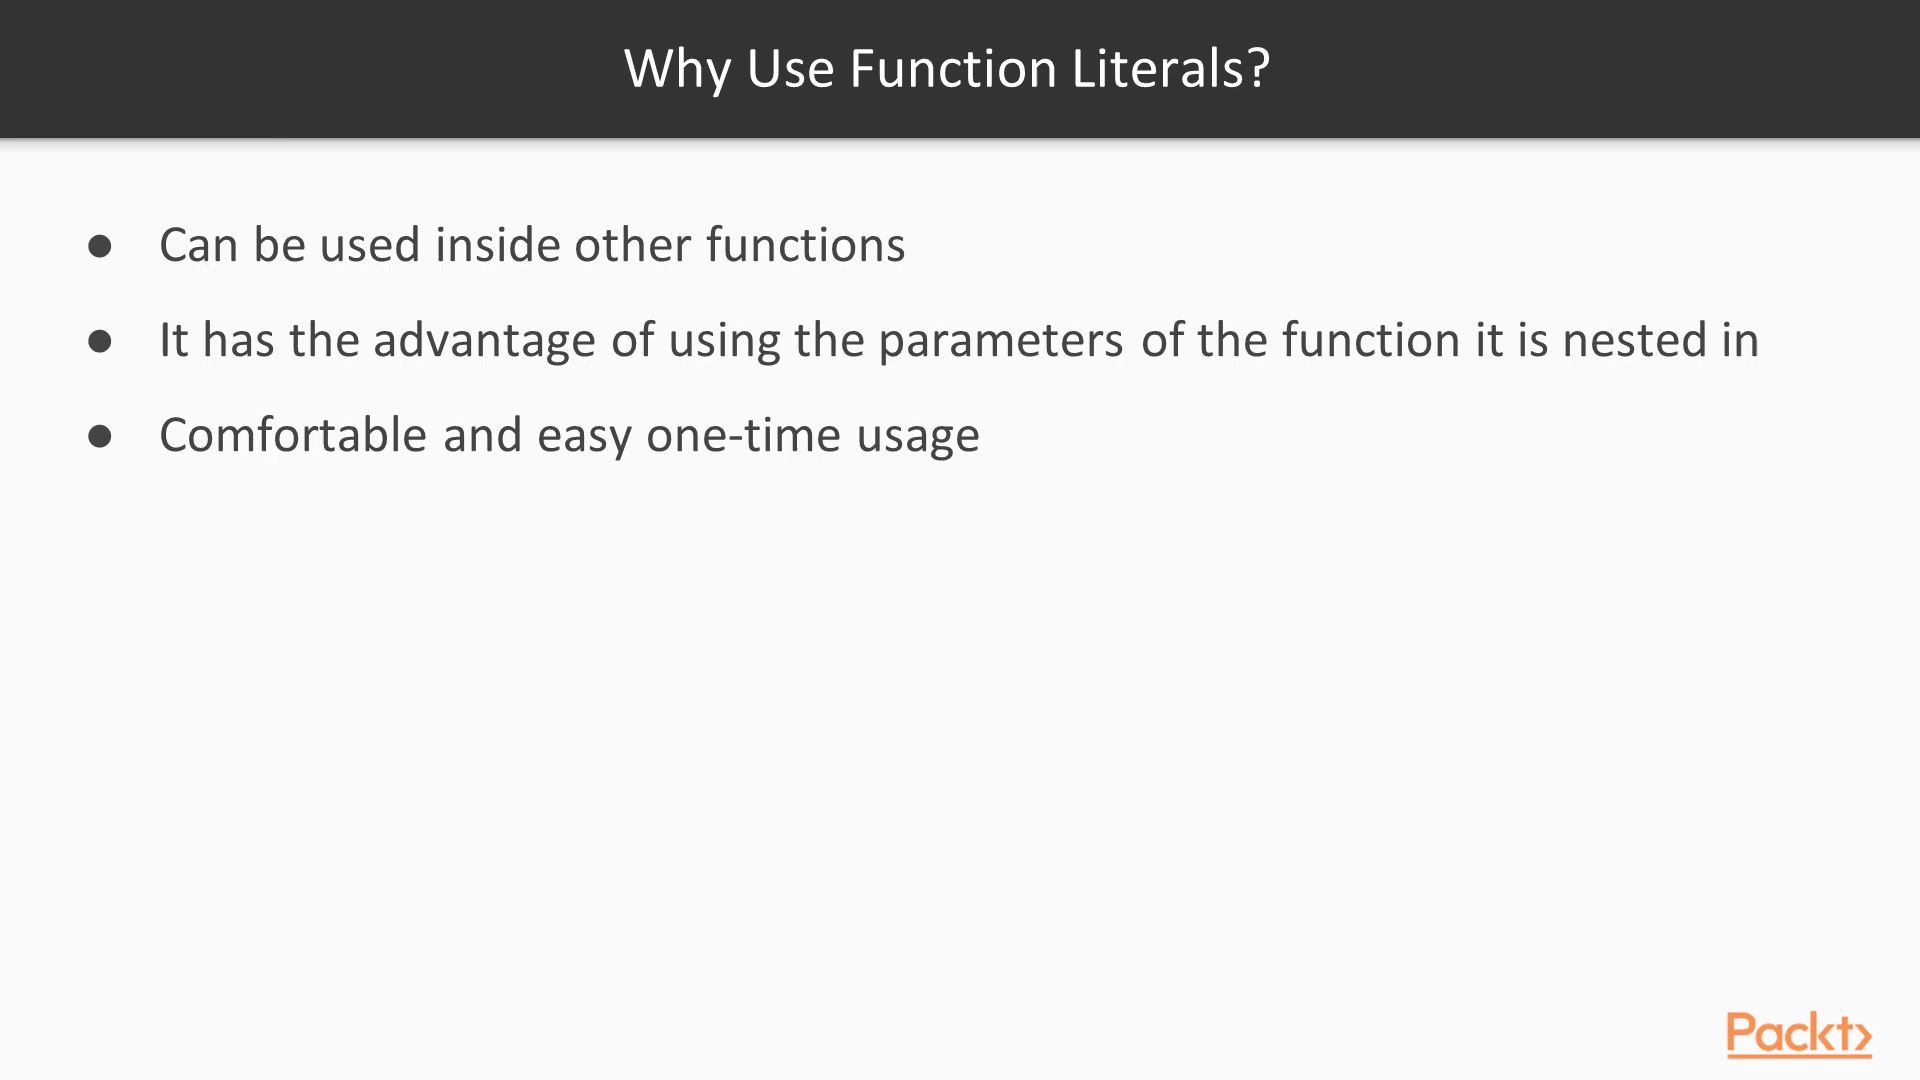 Why Use Function Literals?
● Can be used inside other functions
● It has the advantage of using the parameters of the function it is nested in
● Comfortable and easy one-time usage
Packt>